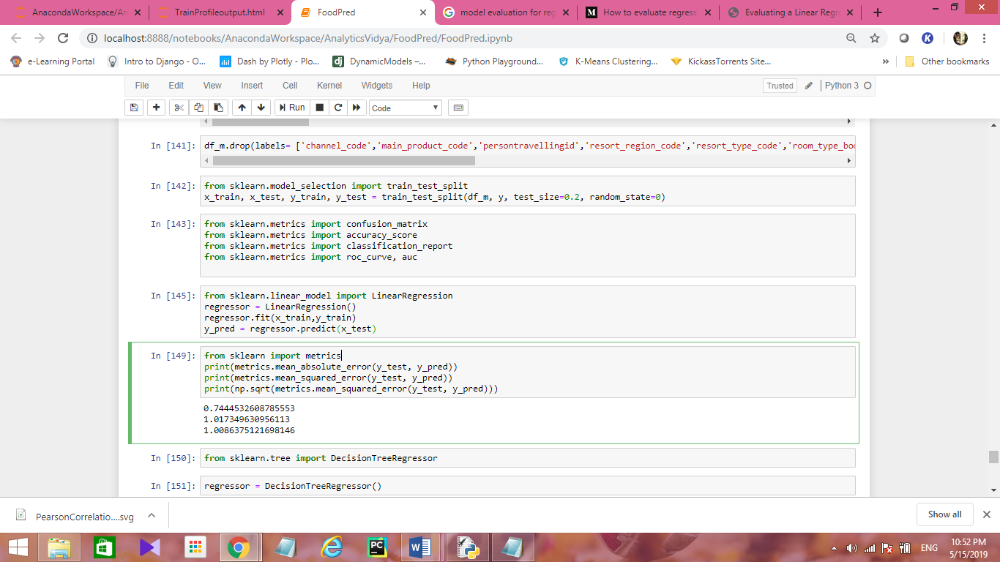 AnacondaWorkspace/An
TrainProfileoutput.html
FoodPred
model evaluation for reg
How to evaluate regress
Evaluating a Linear Regr
localhost:8888/notebooks/AnacondaWorkspace/AnalyticsVidya/FoodPred/FoodPred.ipynb
e-Learning Portal
Intro to Django - O...
Dash by Plotly - Plo...
DynamicModels –...
Python Playground...
K-Means Clustering...
KickassTorrents Site...
»
Other bookmarks
File Edit View Insert Cell Kernel Widgets Help
Trusted
Python 3
Run
Code
In [141]: df_m.drop(labels= ['channel_code','main_product_code','persontravellingid','resort_region_code','resort_type_code','room_type_boo
In [142]: from sklearn.model_selection import train_test_split
x_train, x_test, y_train, y_test = train_test_split(df_m, y, test_size=0.2, random_state=0)
In [143]: from sklearn.metrics import confusion_matrix
from sklearn.metrics import accuracy_score
from sklearn.metrics import classification_report
from sklearn.metrics import roc_curve, auc
In [145]: from sklearn.linear_model import LinearRegression
regressor = LinearRegression()
regressor.fit(x_train,y_train)
y_pred = regressor.predict(x_test)
In [149]: from sklearn import metrics
print(metrics.mean_absolute_error(y_test, y_pred))
print(metrics.mean_squared_error(y_test, y_pred))
print(np.sqrt(metrics.mean_squared_error(y_test, y_pred)))
0.7444532608785553
1.017349630956113
1.0086375121698146
In [150]: from sklearn.tree import DecisionTreeRegressor
In [151]: regressor = DecisionTreeRegressor()
PearsonCorrelatio....svg
Show all
ENG
10:52 PM
5/15/2019